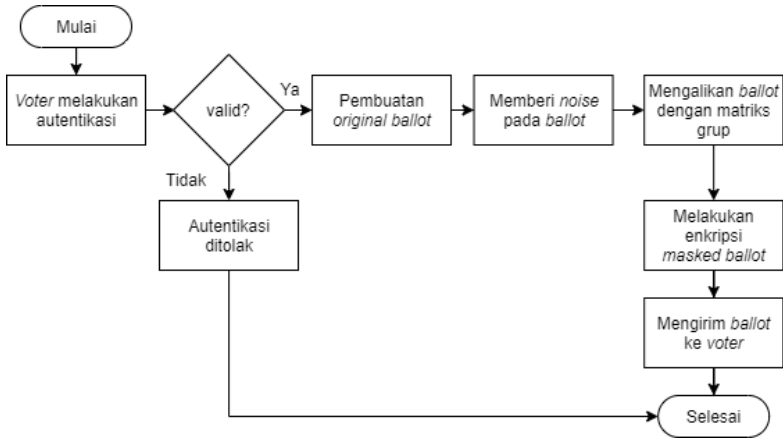 Mulai
Voter melakukan
autentikasi
valid?
Ya
Pembuatan
original ballot
Memberi noise
pada ballot
Mengalikan ballot
dengan matriks
grup
Tidak
Autentikasi
ditolak
Melakukan
enkripsi
masked ballot
Mengirim ballot
ke voter
Selesai